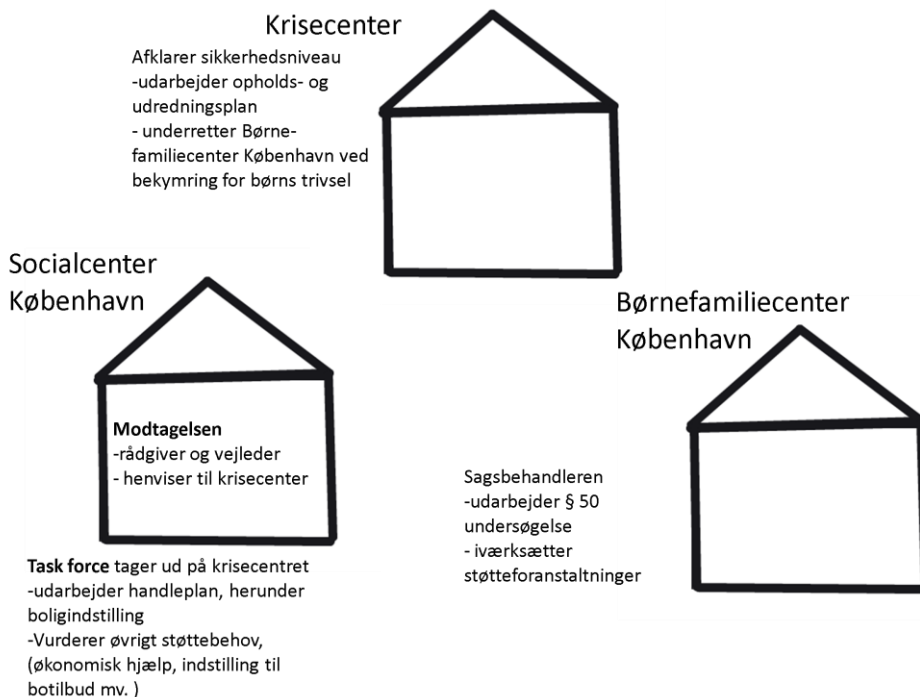 Krisecenter
Afklarer sikkerhedsniveau
-udarbejder opholds- og
udredningsplan
- underretter Børne-
familiecenter København ved
bekymring for børns trivsel
Socialcenter
København
Modtagelsen
-rådgiver og vejleder
- henviser til krisecenter
Task force tager ud på krisecentret
-udarbejder handleplan, herunder
boligindstilling
-Vurderer øvrigt støttebehov,
(økonomisk hjælp, indstilling til
botilbud mv. )
Børnefamiliecenter
København
Sagsbehandleren
-udarbejder § 50
undersøgelse
- iværksætter
støtteforanstaltninger